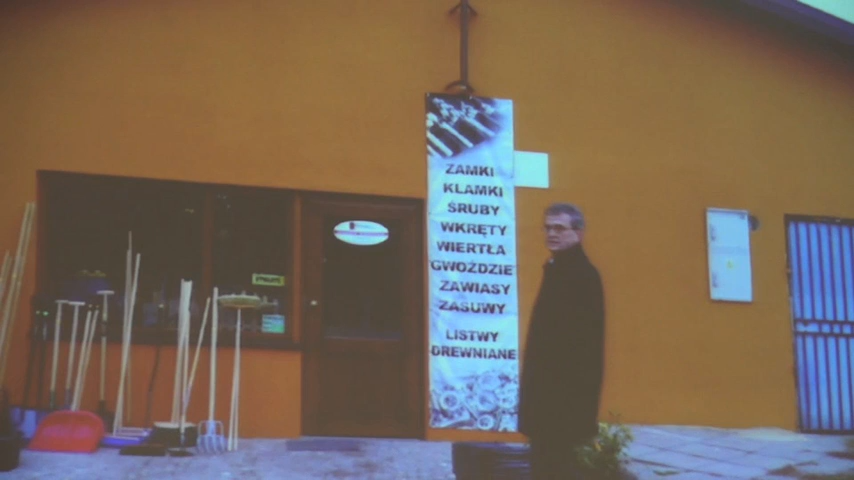 ZAMKI
KLAMKI
ŚRUBY
WKRĘTY
WIERTŁA
GWOŹDZIE
ZAWIASY
ZASUWY
LISTWY
DREWNIANE